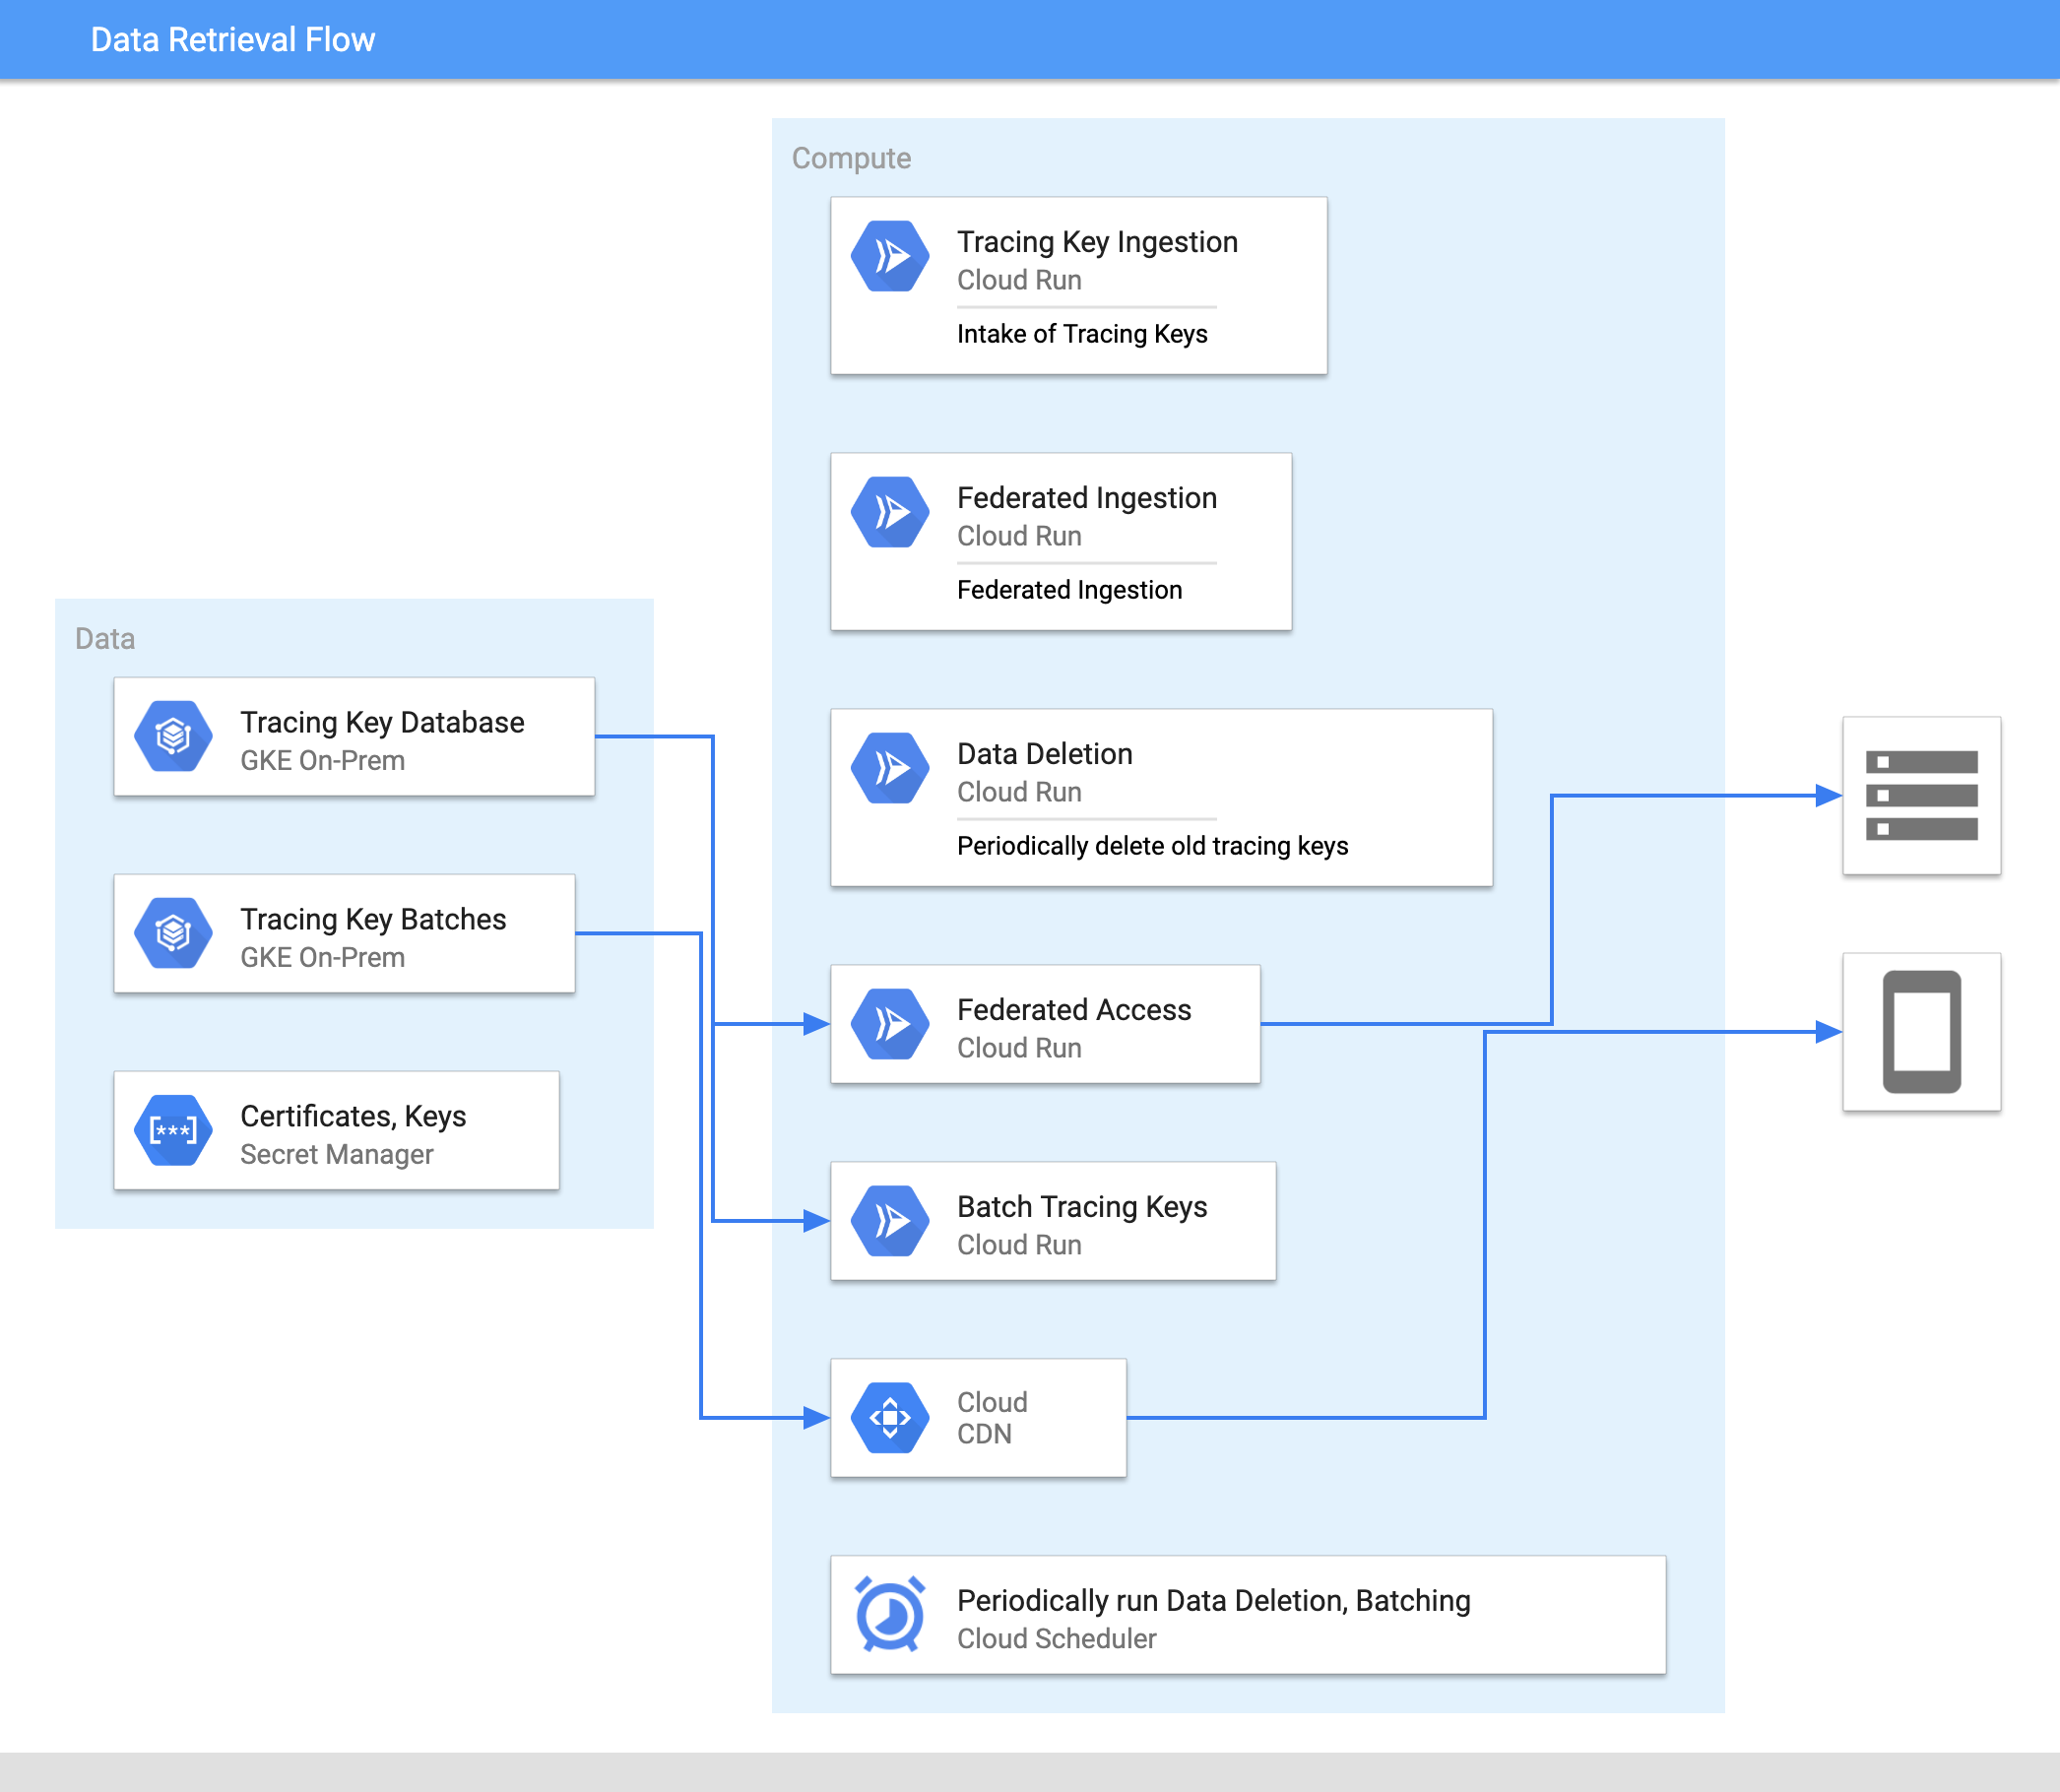 Data Retrieval Flow
Compute
Tracing Key Ingestion
Cloud Run
Intake of Tracing Keys
Federated Ingestion
Cloud Run
Federated Ingestion
Data
Tracing Key Database
GKE On-Prem
Data Deletion
Cloud Run
Periodically delete old tracing keys
Tracing Key Batches
GKE On-Prem
Federated Access
Cloud Run
Certificates, Keys
Secret Manager
[***]
Batch Tracing Keys
Cloud Run
Cloud
CDN
Periodically run Data Deletion, Batching
Cloud Scheduler